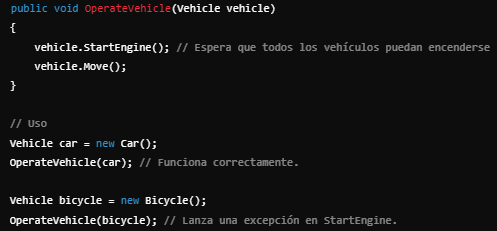 public void OperateVehicle(Vehicle vehicle)
{
    vehicle.StartEngine(); // Espera que todos los vehículos puedan encenderse
    vehicle.Move();
}

// Uso
Vehicle car = new Car();
OperateVehicle(car); // Funciona correctamente.

Vehicle bicycle = new Bicycle();
OperateVehicle(bicycle); // Lanza una excepción en StartEngine.